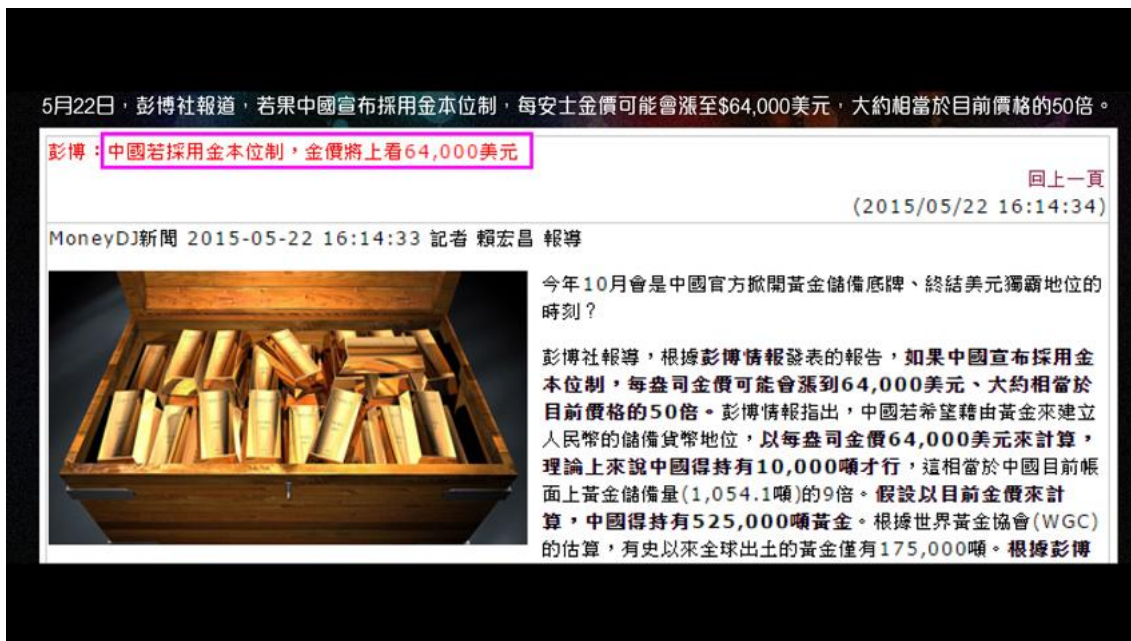 5月22日，彭博社報道，若果中國宣布採用金本位制，每安士金價可能會漲至$64,000美元，大約相當於目前價格的50倍。
彭博：中國若採用金本位制，金價將上看64,000美元
回上一頁
(2015/05/22 16:14:34)
MoneyDJ新聞 2015-05-22 16:14:33 記者 賴宏昌 報導
今年10月會是中國官方掀開黃金儲備底牌、終結美元獨霸地位的
時刻？
彭博社報導，根據彭博情報發表的報告，如果中國宣布採用金
本位制，每盎司金價可能會漲到64,000美元、大約相當於
目前價格的50倍。彭博情報指出，中國若希望藉由黃金來建立
人民幣的儲備貨幣地位，以每盎司金價64,000美元來計算，
理論上來說中國得持有10,000噸才行，這相當於中國目前帳
面上黃金儲備量(1,054.1噸)的9倍。假設以目前金價來計
算，中國得持有525,000噸黃金。根據世界黃金協會(WGC)
的估算，有史以來全球出土的黃金僅有175,000噸。根據彭博